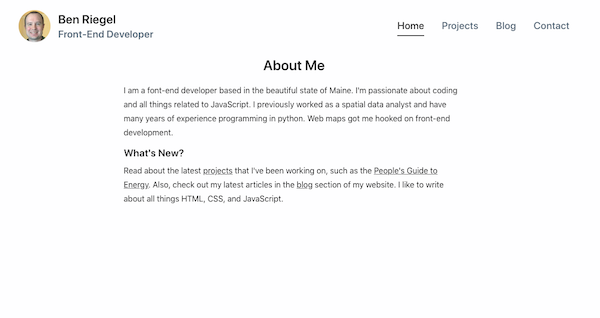 Ben Riegel
Front-End Developer
Home Projects Blog Contact
About Me
I am a font-end developer based in the beautiful state of Maine. I'm passionate about coding
and all things related to JavaScript. I previously worked as a spatial data analyst and have
many years of experience programming in python. Web maps got me hooked on front-end
development.
What's New?
Read about the latest projects that I've been working on, such as the People's Guide to
Energy. Also, check out my latest articles in the blog section of my website. I like to write
about all things HTML, CSS, and JavaScript.